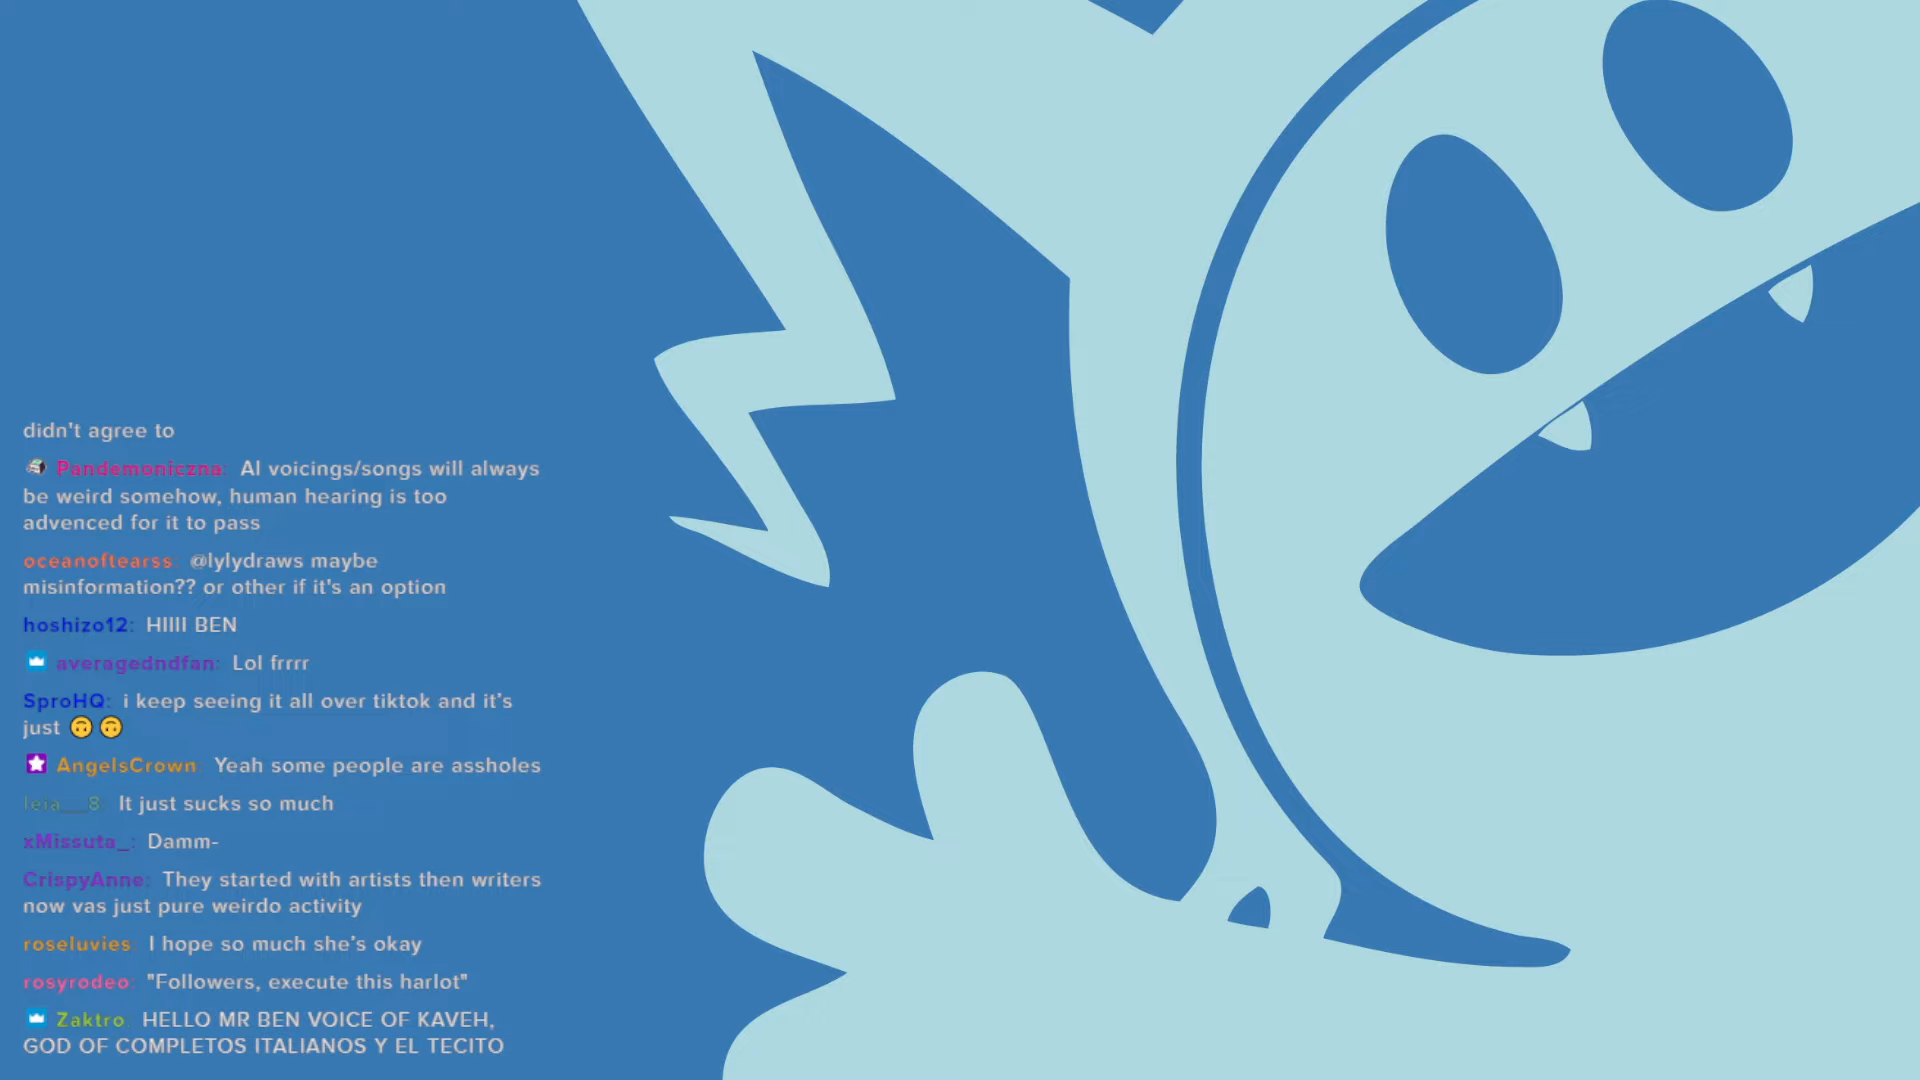 didn't agree to
Pandemoniczna: AI voicings/songs will always
be weird somehow, human hearing is too
advenced for it to pass
oceanoftearss: @lylydraws maybe
misinformation?? or other if it's an option
hoshizo12: HIIII BEN
averagedndfan: Lol frrrr
SproHQ: i keep seeing it all over tiktok and it's
just 🙃 🙃
AngelsCrown: Yeah some people are assholes
leia__8: It just sucks so much
xMissuta_: Damm-
CrispyAnne: They started with artists then writers
now vas just pure weirdo activity
roseluvies: I hope so much she's okay
rosyrodeo: "Followers, execute this harlot"
Zaktro: HELLO MR BEN VOICE OF KAVEH,
GOD OF COMPLETOS ITALIANOS Y EL TECITO